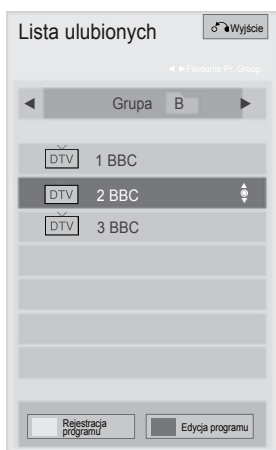 Lista ulubionych
Wyjście
◄ ►Favourite Pr. Group
◄ Grupa B ►
DTV 1 BBC
DTV 2 BBC
DTV 3 BBC
Rejestracja
programu
Edycja programu